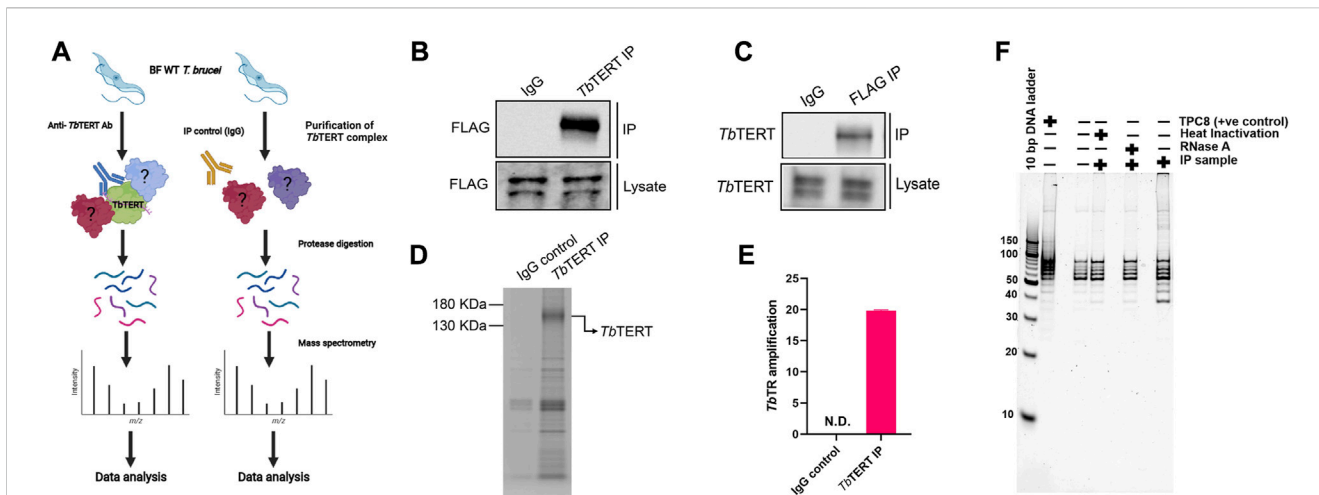 A
BF WT T. brucei
Anti- TbTERT Ab
IP control (IgG)
Purification of
TbTERT complex
?
?
TbTERT
?
?
Protease digestion
Mass spectrometry
Intensity
m/z
Intensity
m/z
Data analysis
Data analysis
B
IgG
TbTERT IP
FLAG
IP
FLAG
Lysate
C
IgG
FLAG IP
TbTERT
IP
TbTERT
Lysate
D
IgG control
TbTERT IP
180 KDa
130 KDa
TbTERT
E
TbTR amplification
25
20
15
10
5
0
N.D.
IgG control
TbTERT IP
F
10 bp DNA ladder
+ – – – – TPC8 (+ve control)
– – + – – Heat Inactivation
– – – + – RNase A
– – + + + IP sample
150
100
50
40
30
20
10